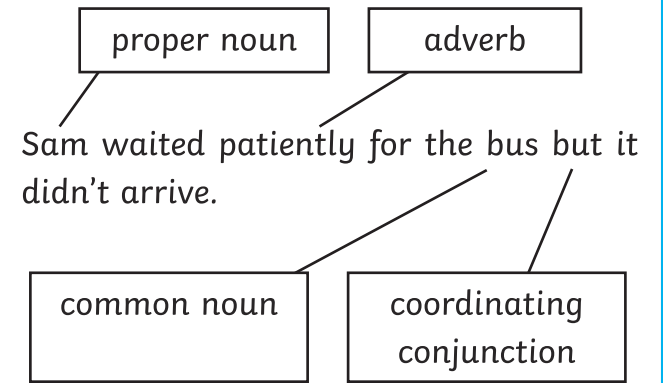 proper noun
adverb
Sam waited patiently for the bus but it
didn't arrive.
common noun
coordinating
conjunction